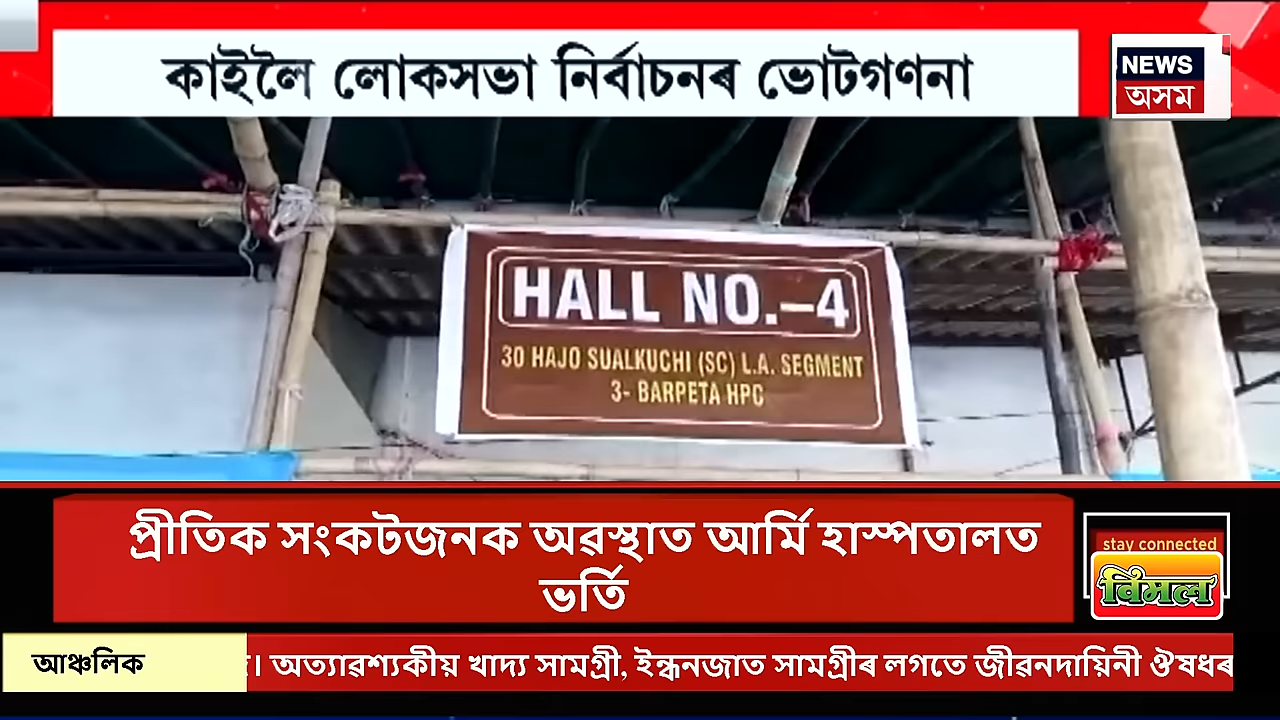 কাইলৈ লোকসভা নিৰ্বাচনৰ ভোটগণনা
NEWS
অসম
HALL NO.–4
30 HAJO SUALKUCHI (SC) L.A. SEGMENT
3- BARPETA HPC
প্ৰীতিক সংকটজনক অৱস্থাত আৰ্মি হাস্পতালত
ভৰ্তি
stay connected
বিমল
আঞ্চলিক
। অত্যাৱশ্যকীয় খাদ্য সামগ্ৰী, ইন্ধনজাত সামগ্ৰীৰ লগতে জীৱনদায়িনী ঔষধৰ